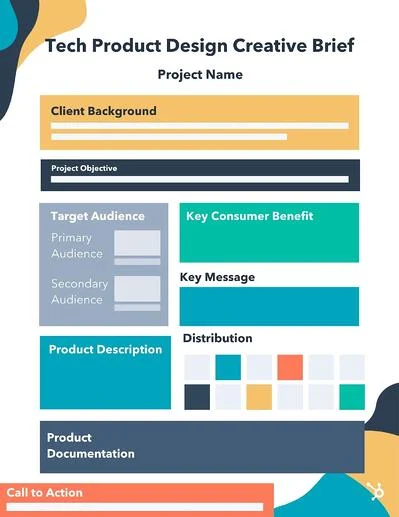 Tech Product Design Creative Brief
Project Name
Client Background
Project Objective
Target Audience
Primary
Audience
Secondary
Audience
Key Consumer Benefit
Key Message
Product Description
Distribution
Product
Documentation
Call to Action